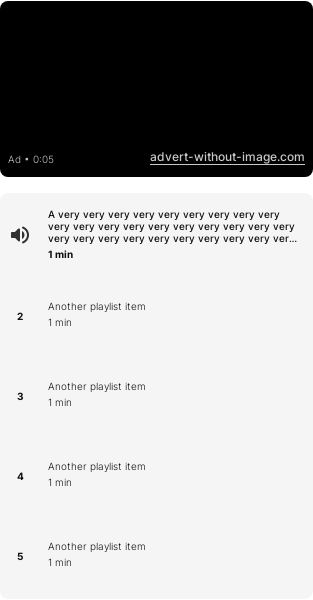 Ad • 0:05
advert-without-image.com
A very very very very very very very very very
very very very very very very very very very very
very very very very very very very very very ver...
1 min
2
Another playlist item
1 min
3
Another playlist item
1 min
4
Another playlist item
1 min
5
Another playlist item
1 min